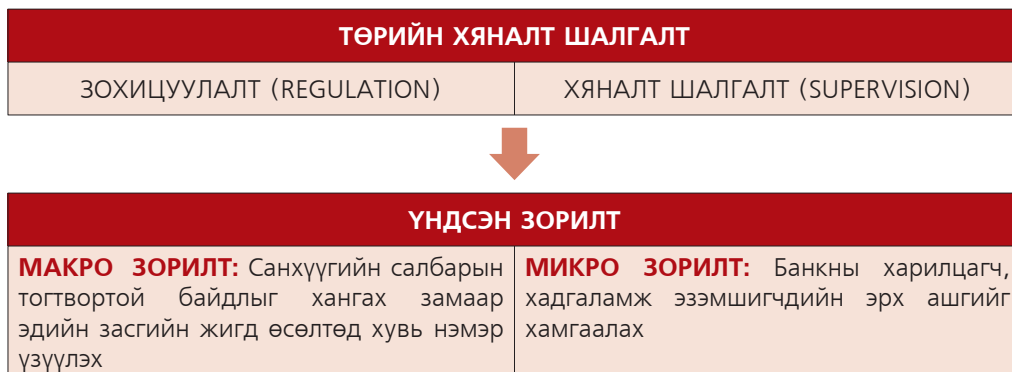 ТӨРИЙН ХЯНАЛТ ШАЛГАЛТ
ЗОХИЦУУЛАЛТ (REGULATION)
ХЯНАЛТ ШАЛГАЛТ (SUPERVISION)
ҮНДСЭН ЗОРИЛТ
МАКРО ЗОРИЛТ: Санхүүгийн салбарын
тогтвортой байдлыг хангах замаар
эдийн засгийн жигд өсөлтөд хувь нэмэр
үзүүлэх
МИКРО ЗОРИЛТ: Банкны харилцагч,
хадгаламж эзэмшигчдийн эрх ашгийг
хамгаалах